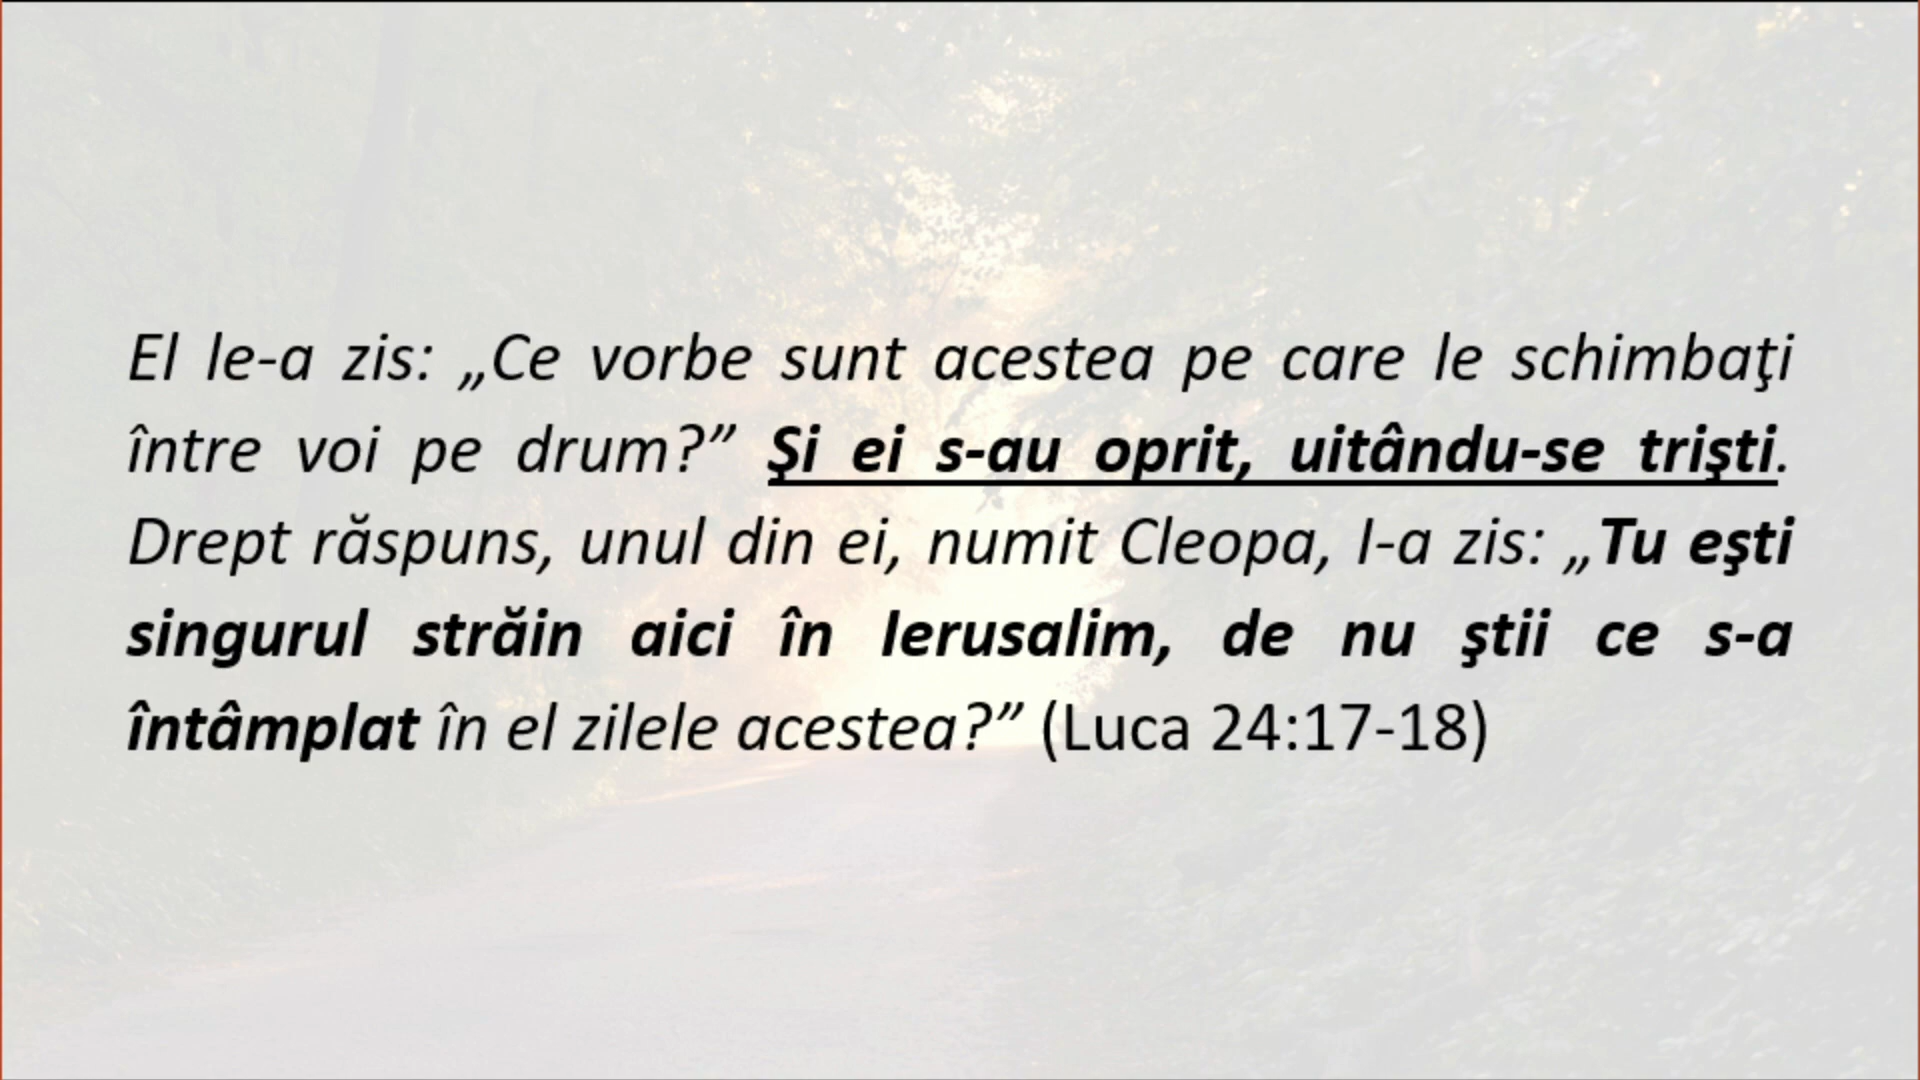 El le-a zis: „Ce vorbe sunt acestea pe care le schimbaţi
între voi pe drum?” Şi ei s-au oprit, uitându-se trişti.
Drept răspuns, unul din ei, numit Cleopa, I-a zis: „Tu eşti
singurul străin aici în Ierusalim, de nu ştii ce s-a
întâmplat în el zilele acestea?” (Luca 24:17-18)